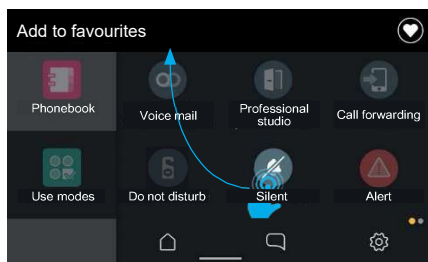 Add to favourites
Phonebook
Voice mail
Professional
studio
Call forwarding
Use modes
Do not disturb
Silent
Alert